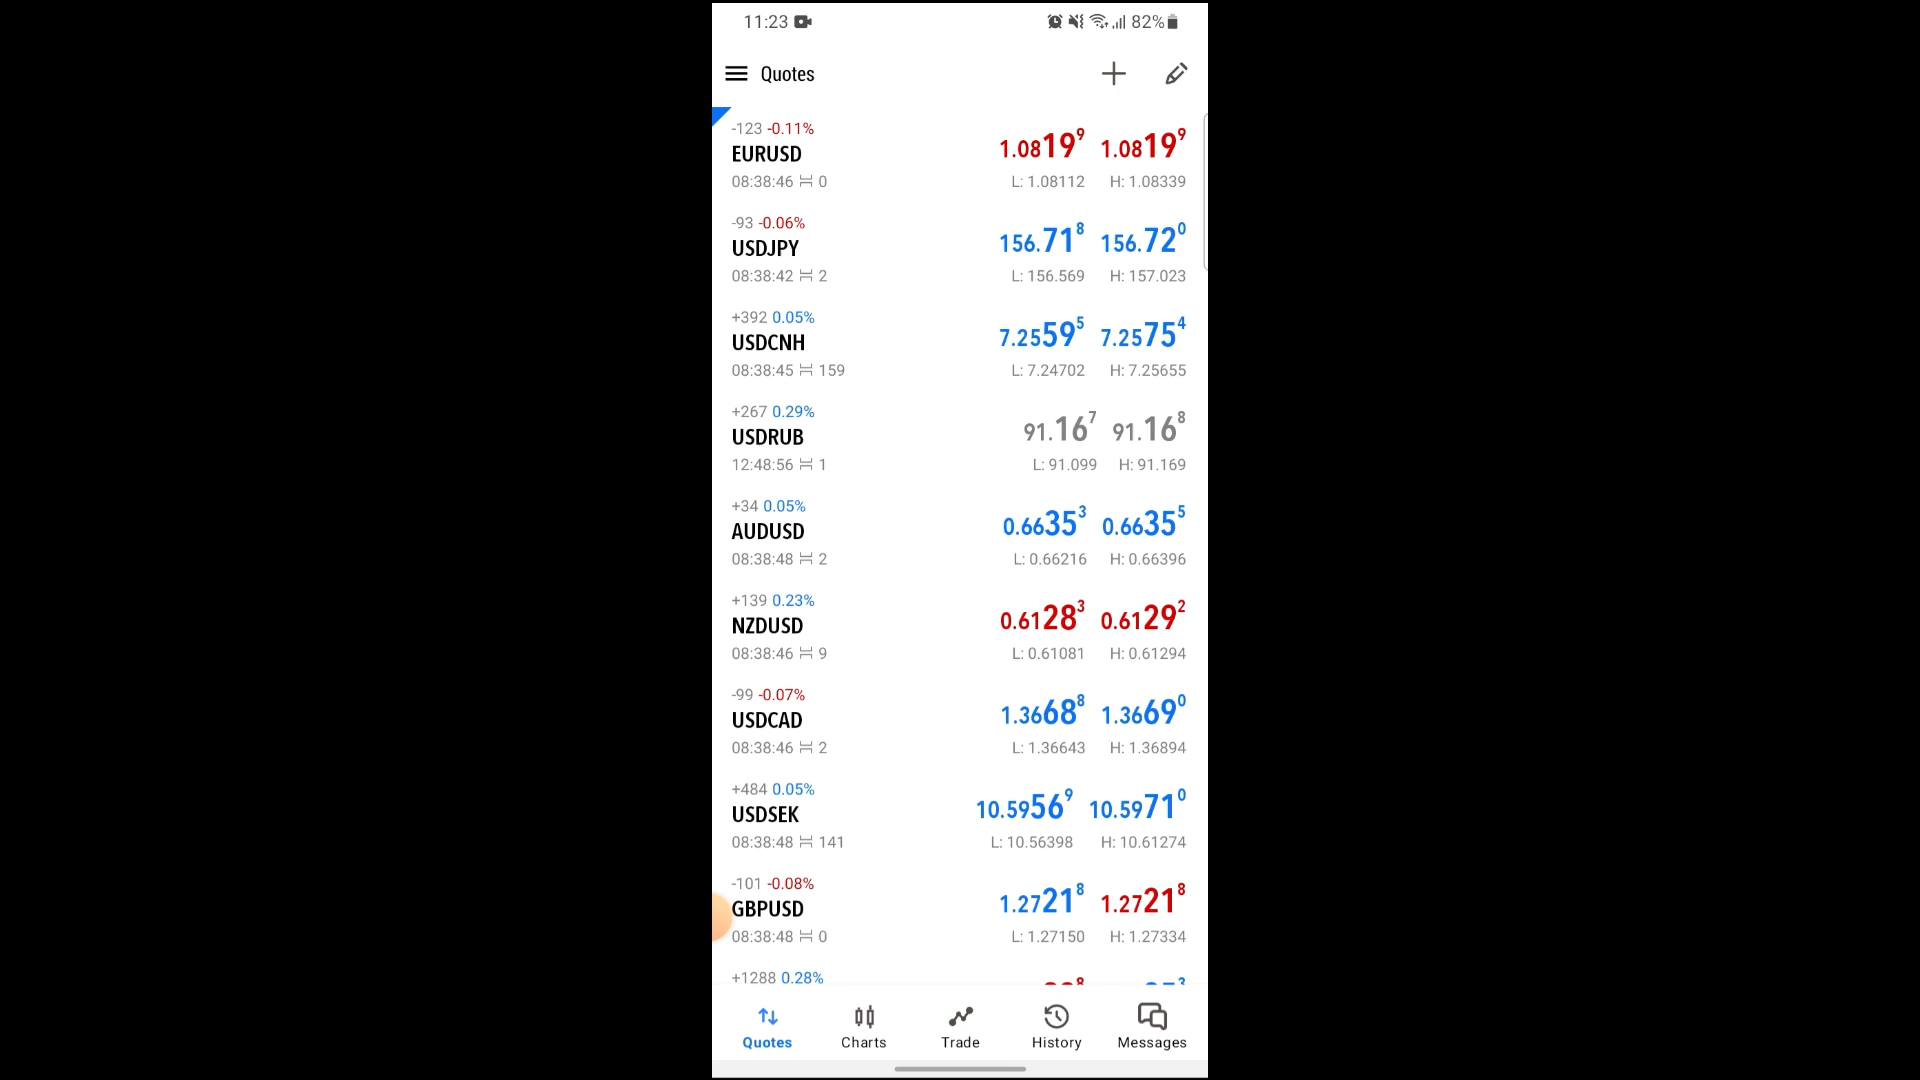 11:23 82%
Quotes
-123 -0.11%
EURUSD 1.08199 1.08199
08:38:46 0 L: 1.08112 H: 1.08339
-93 -0.06%
USDJPY 156.718 156.720
08:38:42 2 L: 156.569 H: 157.023
+392 0.05%
USDCNH 7.25595 7.25754
08:38:45 159 L: 7.24702 H: 7.25655
+267 0.29%
USDRUB 91.167 91.168
12:48:56 1 L: 91.099 H: 91.169
+34 0.05%
AUDUSD 0.66353 0.66355
08:38:48 2 L: 0.66216 H: 0.66396
+139 0.23%
NZDUSD 0.61283 0.61292
08:38:46 9 L: 0.61081 H: 0.61294
-99 -0.07%
USDCAD 1.36688 1.36690
08:38:46 2 L: 1.36643 H: 1.36894
+484 0.05%
USDSEK 10.59569 10.59710
08:38:48 141 L: 10.56398 H: 10.61274
-101 -0.08%
GBPUSD 1.27218 1.27218
08:38:48 0 L: 1.27150 H: 1.27334
+1288 0.28%
Quotes Charts Trade History Messages